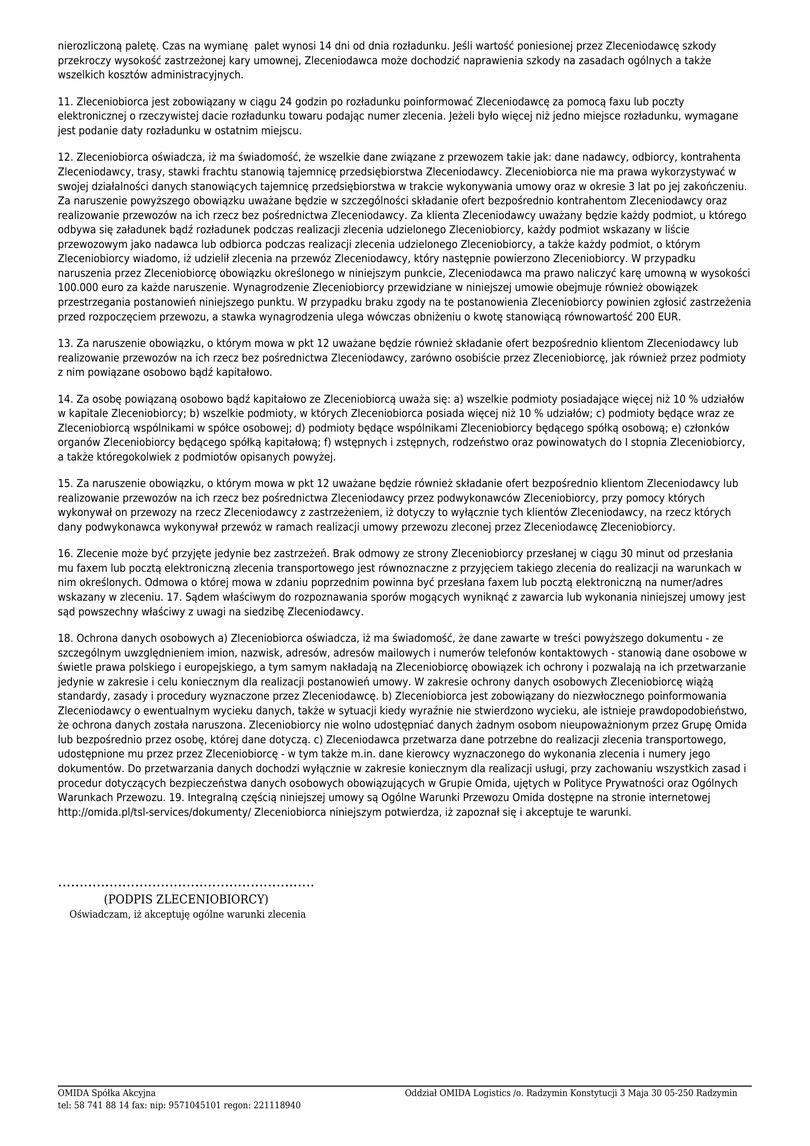 nierozliczoną paletę. Czas na wymianę  palet wynosi 14 dni od dnia rozładunku. Jeśli wartość poniesionej przez Zleceniodawcę szkody
przekroczy wysokość zastrzeżonej kary umownej, Zleceniodawca może dochodzić naprawienia szkody na zasadach ogólnych a także
wszelkich kosztów administracyjnych.
11. Zleceniobiorca jest zobowiązany w ciągu 24 godzin po rozładunku poinformować Zleceniodawcę za pomocą faxu lub poczty
elektronicznej o rzeczywistej dacie rozładunku towaru podając numer zlecenia. Jeżeli było więcej niż jedno miejsce rozładunku, wymagane
jest podanie daty rozładunku w ostatnim miejscu.
12. Zleceniobiorca oświadcza, iż ma świadomość, że wszelkie dane związane z przewozem takie jak: dane nadawcy, odbiorcy, kontrahenta
Zleceniodawcy, trasy, stawki frachtu stanowią tajemnicę przedsiębiorstwa Zleceniodawcy. Zleceniobiorca nie ma prawa wykorzystywać w
swojej działalności danych stanowiących tajemnicę przedsiębiorstwa w trakcie wykonywania umowy oraz w okresie 3 lat po jej zakończeniu.
Za naruszenie powyższego obowiązku uważane będzie w szczególności składanie ofert bezpośrednio kontrahentom Zleceniodawcy oraz
realizowanie przewozów na ich rzecz bez pośrednictwa Zleceniodawcy. Za klienta Zleceniodawcy uważany będzie każdy podmiot, u którego
odbywa się załadunek bądź rozładunek podczas realizacji zlecenia udzielonego Zleceniobiorcy, każdy podmiot wskazany w liście
przewozowym jako nadawca lub odbiorca podczas realizacji zlecenia udzielonego Zleceniobiorcy, a także każdy podmiot, o którym
Zleceniobiorcy wiadomo, iż udzielił zlecenia na przewóz Zleceniodawcy, który następnie powierzono Zleceniobiorcy. W przypadku
naruszenia przez Zleceniobiorcę obowiązku określonego w niniejszym punkcie, Zleceniodawca ma prawo naliczyć karę umowną w wysokości
100.000 euro za każde naruszenie. Wynagrodzenie Zleceniobiorcy przewidziane w niniejszej umowie obejmuje również obowiązek
przestrzegania postanowień niniejszego punktu. W przypadku braku zgody na te postanowienia Zleceniobiorcy powinien zgłosić zastrzeżenia
przed rozpoczęciem przewozu, a stawka wynagrodzenia ulega wówczas obniżeniu o kwotę stanowiącą równowartość 200 EUR.
13. Za naruszenie obowiązku, o którym mowa w pkt 12 uważane będzie również składanie ofert bezpośrednio klientom Zleceniodawcy lub
realizowanie przewozów na ich rzecz bez pośrednictwa Zleceniodawcy, zarówno osobiście przez Zleceniobiorcę, jak również przez podmioty
z nim powiązane osobowo bądź kapitałowo.
14. Za osobę powiązaną osobowo bądź kapitałowo ze Zleceniobiorcą uważa się: a) wszelkie podmioty posiadające więcej niż 10 % udziałów
w kapitale Zleceniobiorcy; b) wszelkie podmioty, w których Zleceniobiorca posiada więcej niż 10 % udziałów; c) podmioty będące wraz ze
Zleceniobiorcą wspólnikami w spółce osobowej; d) podmioty będące wspólnikami Zleceniobiorcy będącego spółką osobową; e) członków
organów Zleceniobiorcy będącego spółką kapitałową; f) wstępnych i zstępnych, rodzeństwo oraz powinowatych do I stopnia Zleceniobiorcy,
a także któregokolwiek z podmiotów opisanych powyżej.
15. Za naruszenie obowiązku, o którym mowa w pkt 12 uważane będzie również składanie ofert bezpośrednio klientom Zleceniodawcy lub
realizowanie przewozów na ich rzecz bez pośrednictwa Zleceniodawcy przez podwykonawców Zleceniobiorcy, przy pomocy których
wykonywał on przewozy na rzecz Zleceniodawcy z zastrzeżeniem, iż dotyczy to wyłącznie tych klientów Zleceniodawcy, na rzecz których
dany podwykonawca wykonywał przewóz w ramach realizacji umowy przewozu zleconej przez Zleceniodawcę Zleceniobiorcy.
16. Zlecenie może być przyjęte jedynie bez zastrzeżeń. Brak odmowy ze strony Zleceniobiorcy przesłanej w ciągu 30 minut od przesłania
mu faxem lub pocztą elektroniczną zlecenia transportowego jest równoznaczne z przyjęciem takiego zlecenia do realizacji na warunkach w
nim określonych. Odmowa o której mowa w zdaniu poprzednim powinna być przesłana faxem lub pocztą elektroniczną na numer/adres
wskazany w zleceniu. 17. Sądem właściwym do rozpoznawania sporów mogących wyniknąć z zawarcia lub wykonania niniejszej umowy jest
sąd powszechny właściwy z uwagi na siedzibę Zleceniodawcy.
18. Ochrona danych osobowych a) Zleceniobiorca oświadcza, iż ma świadomość, że dane zawarte w treści powyższego dokumentu - ze
szczególnym uwzględnieniem imion, nazwisk, adresów, adresów mailowych i numerów telefonów kontaktowych - stanowią dane osobowe w
świetle prawa polskiego i europejskiego, a tym samym nakładają na Zleceniobiorcę obowiązek ich ochrony i pozwalają na ich przetwarzanie
jedynie w zakresie i celu koniecznym dla realizacji postanowień umowy. W zakresie ochrony danych osobowych Zleceniobiorcę wiążą
standardy, zasady i procedury wyznaczone przez Zleceniodawcę. b) Zleceniobiorca jest zobowiązany do niezwłocznego poinformowania
Zleceniodawcy o ewentualnym wycieku danych, także w sytuacji kiedy wyraźnie nie stwierdzono wycieku, ale istnieje prawdopodobieństwo,
że ochrona danych została naruszona. Zleceniobiorcy nie wolno udostępniać danych żadnym osobom nieupoważnionym przez Grupę Omida
lub bezpośrednio przez osobę, której dane dotyczą. c) Zleceniodawca przetwarza dane potrzebne do realizacji zlecenia transportowego,
udostępnione mu przez przez Zleceniobiorcę - w tym także m.in. dane kierowcy wyznaczonego do wykonania zlecenia i numery jego
dokumentów. Do przetwarzania danych dochodzi wyłącznie w zakresie koniecznym dla realizacji usługi, przy zachowaniu wszystkich zasad i
procedur dotyczących bezpieczeństwa danych osobowych obowiązujących w Grupie Omida, ujętych w Polityce Prywatności oraz Ogólnych
Warunkach Przewozu. 19. Integralną częścią niniejszej umowy są Ogólne Warunki Przewozu Omida dostępne na stronie internetowej
http://omida.pl/tsl-services/dokumenty/ Zleceniobiorca niniejszym potwierdza, iż zapoznał się i akceptuje te warunki.
............................................................
(PODPIS ZLECENIOBIORCY)
Oświadczam, iż akceptuję ogólne warunki zlecenia
OMIDA Spółka Akcyjna Oddział OMIDA Logistics /o. Radzymin Konstytucji 3 Maja 30 05-250 Radzymin
tel: 58 741 88 14 fax: nip: 9571045101 regon: 221118940